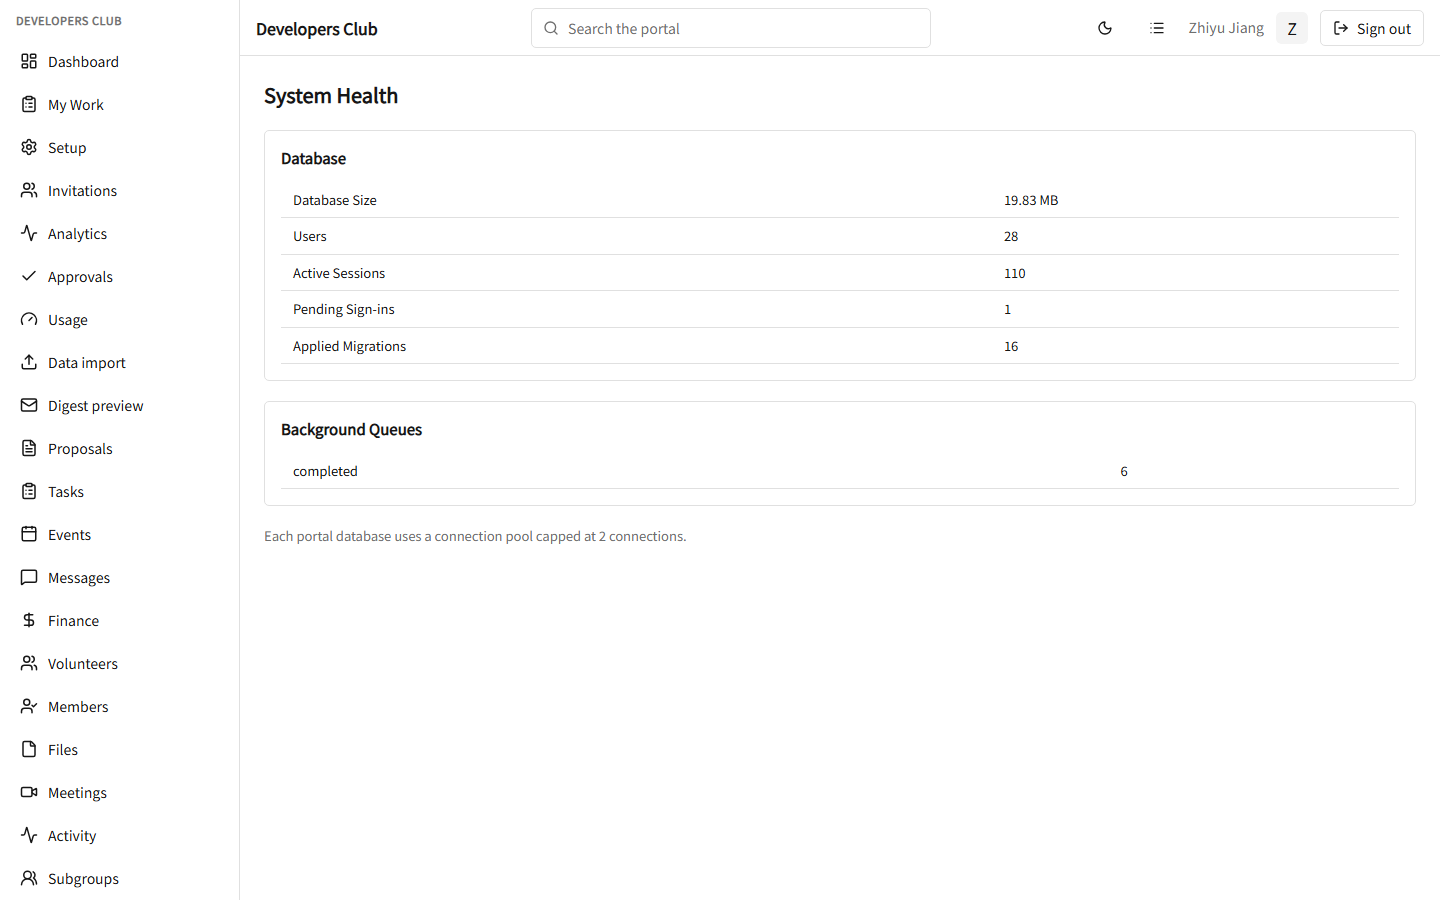 DEVELOPERS CLUB
Dashboard
My Work
Setup
Invitations
Analytics
Approvals
Usage
Data import
Digest preview
Proposals
Tasks
Events
Messages
Finance
Volunteers
Members
Files
Meetings
Activity
Subgroups
Developers Club
Search the portal
Zhiyu Jiang
Z
Sign out
System Health
Database
Database Size 19.83 MB
Users 28
Active Sessions 110
Pending Sign-ins 1
Applied Migrations 16
Background Queues
completed 6
Each portal database uses a connection pool capped at 2 connections.